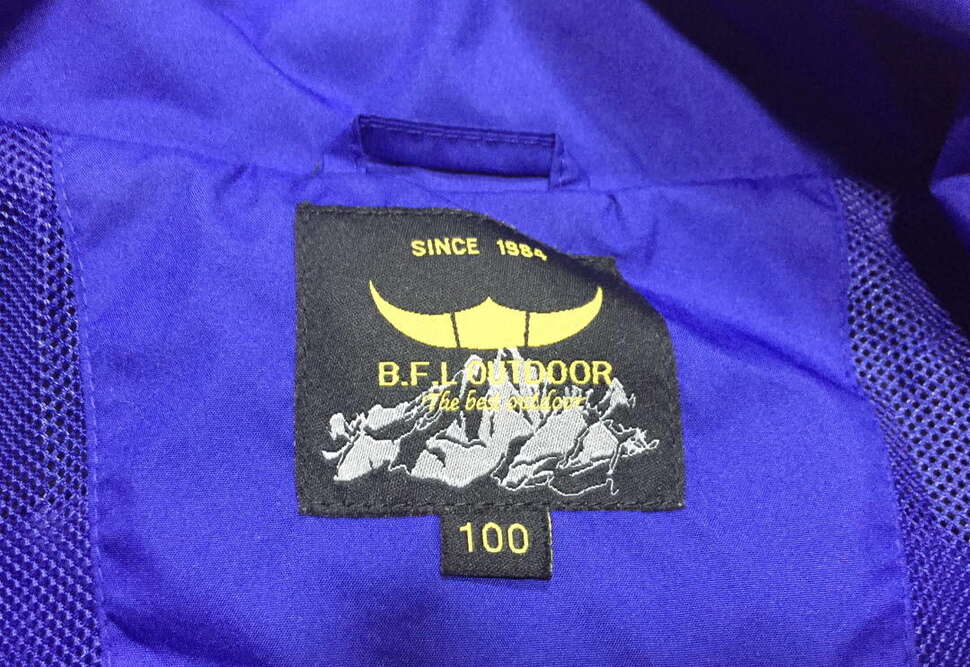 SINCE 1984
B.F.L OUTDOOR
The best outdoor
100